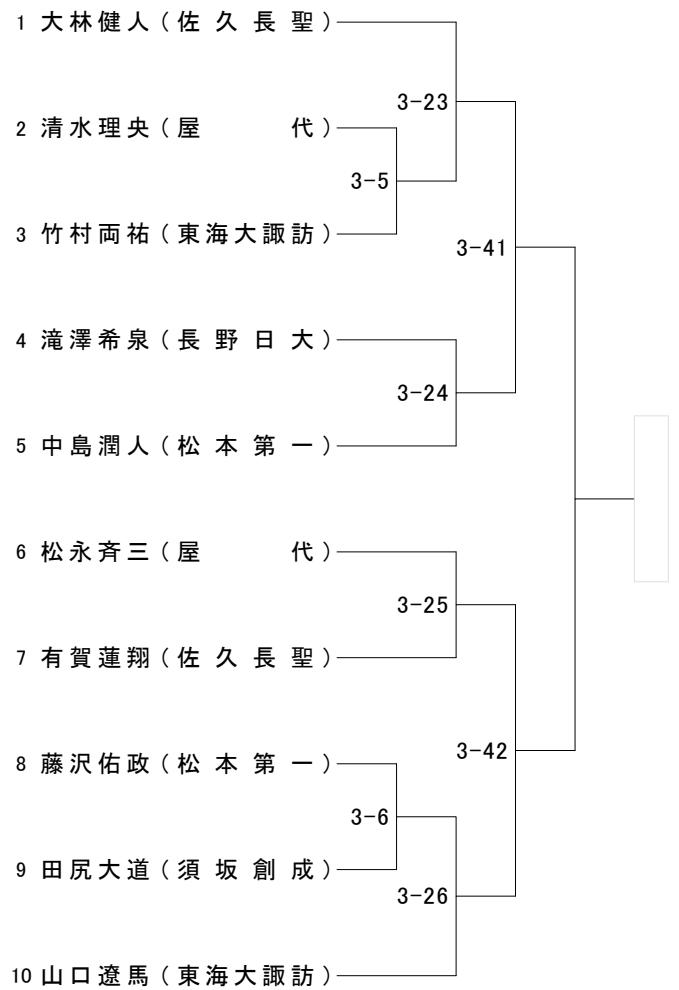 1 大林健人（佐久長聖）
3-23
2 清水理央（屋代）
3-5
3 竹村両祐（東海大諏訪）
3-41
4 滝澤希泉（長野日大）
3-24
5 中島潤人（松本第一）
6 松永斉三（屋代）
3-25
7 有賀蓮翔（佐久長聖）
3-42
8 藤沢佑政（松本第一）
3-6
9 田尻大道（須坂創成）
3-26
10 山口遼馬（東海大諏訪）